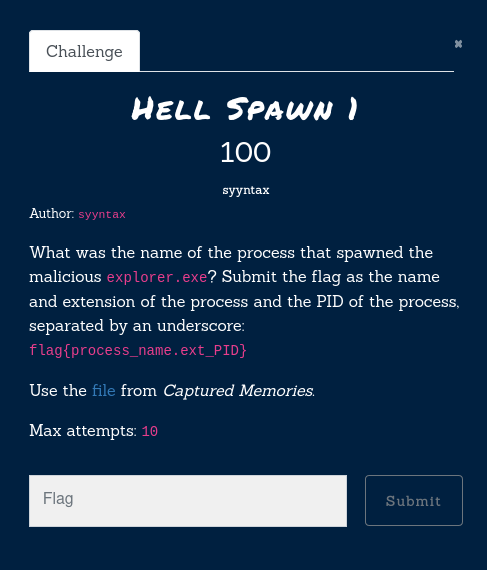 Challenge
×
Hell Spawn 1
100
syyntax
Author: syyntax
What was the name of the process that spawned the
malicious explorer.exe? Submit the flag as the name
and extension of the process and the PID of the process,
separated by an underscore:
flag{process_name.ext_PID}
Use the file from Captured Memories.
Max attempts: 10
Flag
Submit